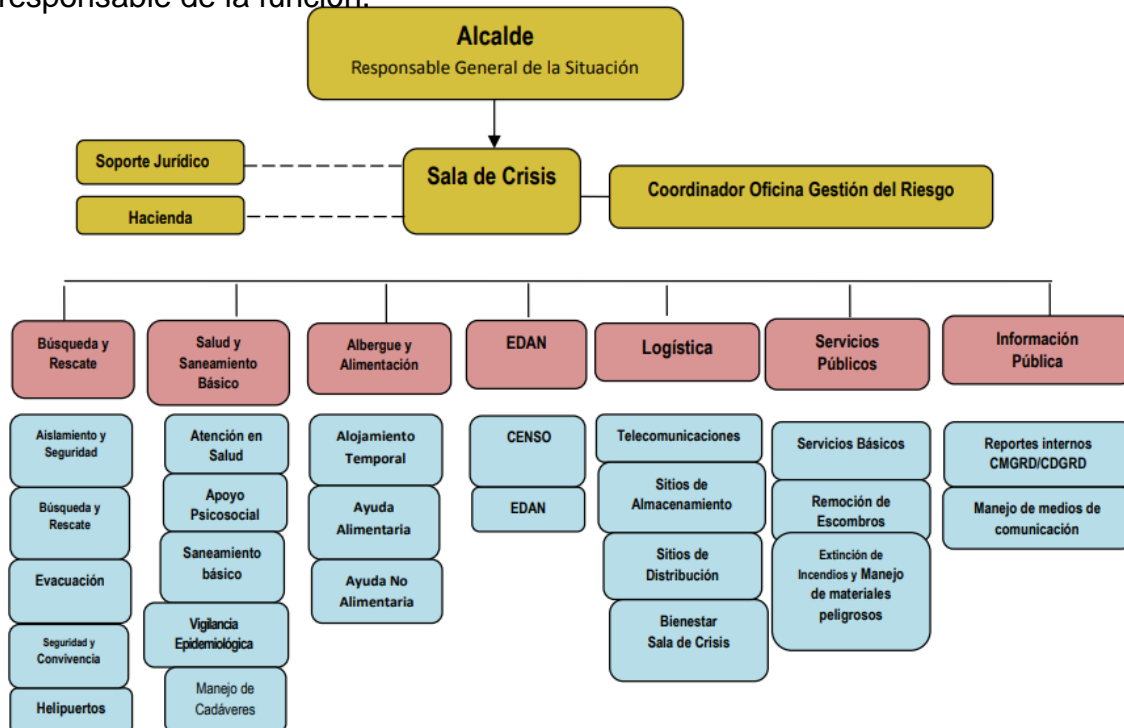 responsable de la función.
Alcalde
Responsable General de la Situación
Soporte Jurídico
Hacienda
Sala de Crisis
Coordinador Oficina Gestión del Riesgo
Búsqueda y
Rescate
Aislamiento y
Seguridad
Búsqueda y
Rescate
Evacuación
Seguridad y
Convivencia
Helipuertos
Salud y
Saneamiento
Básico
Atención en
Salud
Apoyo
Psicosocial
Saneamiento
básico
Vigilancia
Epidemiológica
Manejo de
Cadáveres
Albergue y
Alimentación
Alojamiento
Temporal
Ayuda
Alimentaria
Ayuda No
Alimentaria
EDAN
CENSO
EDAN
Logística
Telecomunicaciones
Sitios de
Almacenamiento
Sitios de
Distribución
Bienestar
Sala de Crisis
Servicios
Públicos
Servicios Básicos
Remoción de
Escombros
Extinción de
Incendios y Manejo
de materiales
peligrosos
Información
Pública
Reportes internos
CMGRD/CDGRD
Manejo de medios de
comunicación